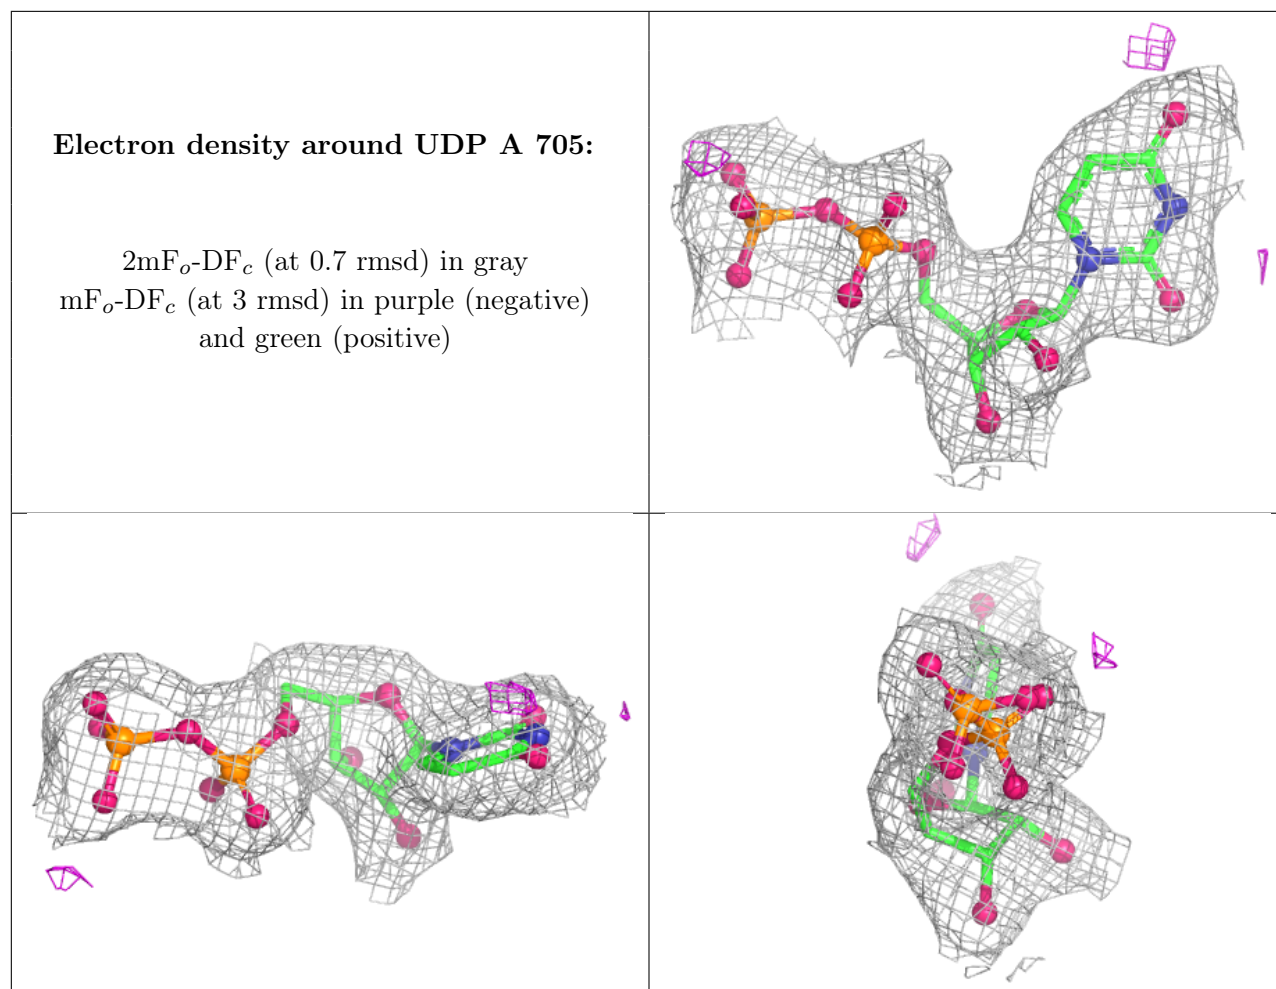 Electron density around UDP A 705:
2mFo-DFc (at 0.7 rmsd) in gray
mFo-DFc (at 3 rmsd) in purple (negative)
and green (positive)